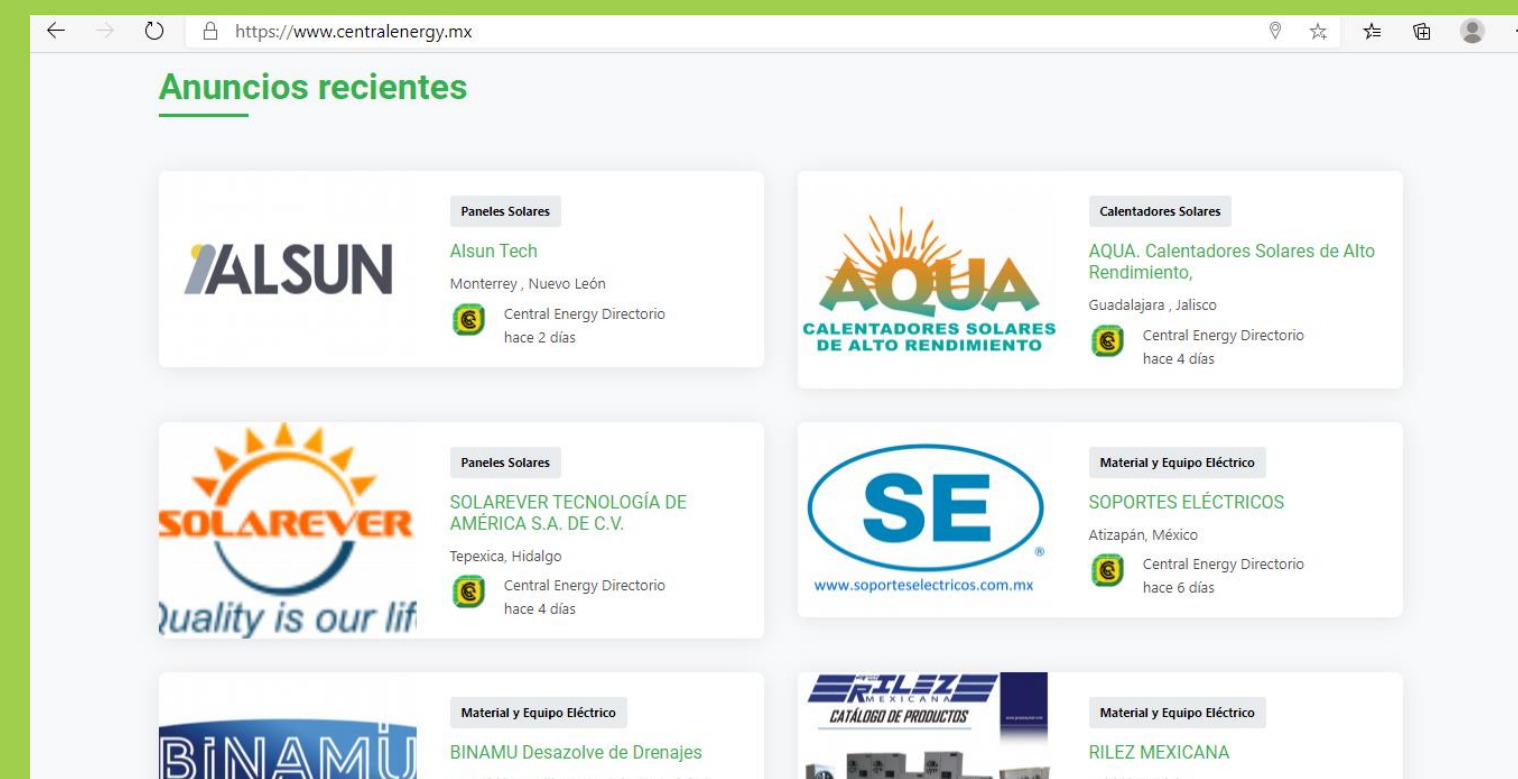 https://www.centralenergy.mx
Anuncios recientes
ALSUN
Paneles Solares
Alsun Tech
Monterrey , Nuevo León
Central Energy Directorio
hace 2 días
AQUA
CALENTADORES SOLARES
DE ALTO RENDIMIENTO
Calentadores Solares
AQUA. Calentadores Solares de Alto
Rendimiento,
Guadalajara , Jalisco
Central Energy Directorio
hace 4 días
SOLAREVER
Quality is our lif
Paneles Solares
SOLAREVER TECNOLOGÍA DE
AMÉRICA S.A. DE C.V.
Tepexica, Hidalgo
Central Energy Directorio
hace 4 días
SE
®
www.soporteselectricos.com.mx
Material y Equipo Eléctrico
SOPORTES ELÉCTRICOS
Atizapán, México
Central Energy Directorio
hace 6 días
BINAMÚ
Material y Equipo Eléctrico
BINAMU Desazolve de Drenajes
RILEZ
MEXICANA
CATÁLOGO DE PRODUCTOS
Material y Equipo Eléctrico
RILEZ MEXICANA